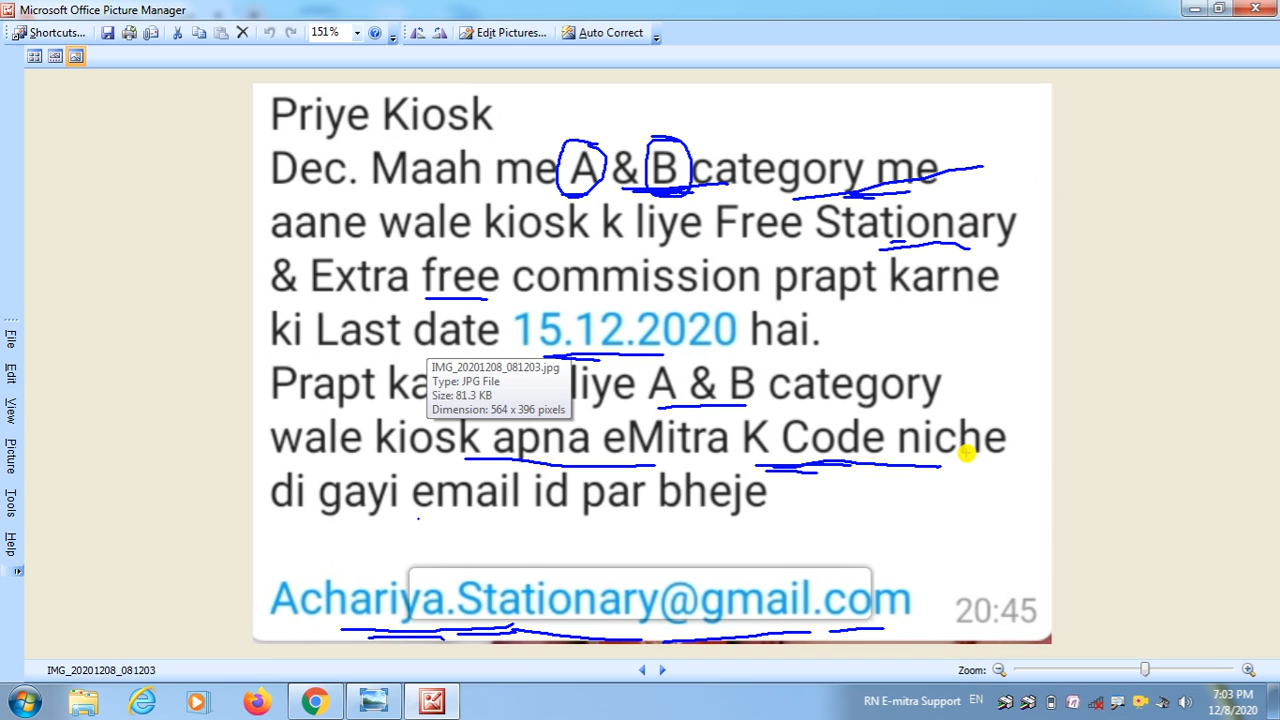 Microsoft Office Picture Manager
Shortcuts...
151%
Edit Pictures...
Auto Correct
Priye Kiosk
Dec. Maah me A & B category me
aane wale kiosk k liye Free Stationary
& Extra free commission prapt karne
ki Last date 15.12.2020 hai.
Prapt ka liye A & B category
IMG_20201208_081203.jpg
Type: JPG File
Size: 81.3 KB
Dimension: 564 x 396 pixels
wale kiosk apna eMitra K Code niche
di gayi email id par bheje
Achariya.Stationary@gmail.com
20:45
File
Edit
View
Picture
Tools
Help
IMG_20201208_081203
Zoom:
RN E-mitra Support
EN
7:03 PM
12/8/2020